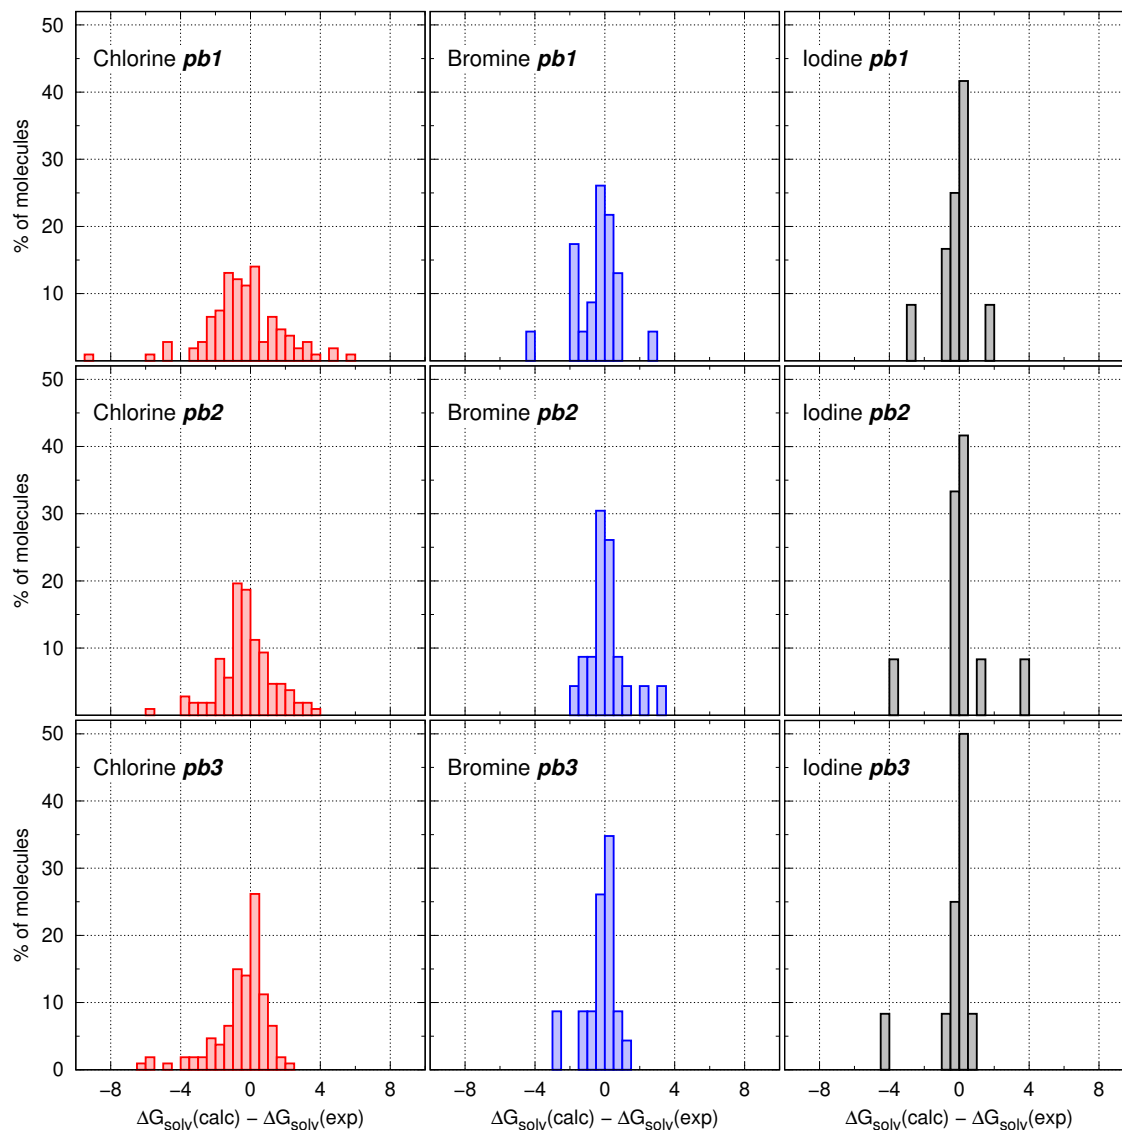 50
40
30
20
10
% of molecules
Chlorine pb1
Bromine pb1
Iodine pb1
50
40
30
20
10
% of molecules
Chlorine pb2
Bromine pb2
Iodine pb2
50
40
30
20
10
0
% of molecules
Chlorine pb3
Bromine pb3
Iodine pb3
−8 −4 0 4 8
−8 −4 0 4 8
−8 −4 0 4 8
ΔGsolv(calc) − ΔGsolv(exp)
ΔGsolv(calc) − ΔGsolv(exp)
ΔGsolv(calc) − ΔGsolv(exp)